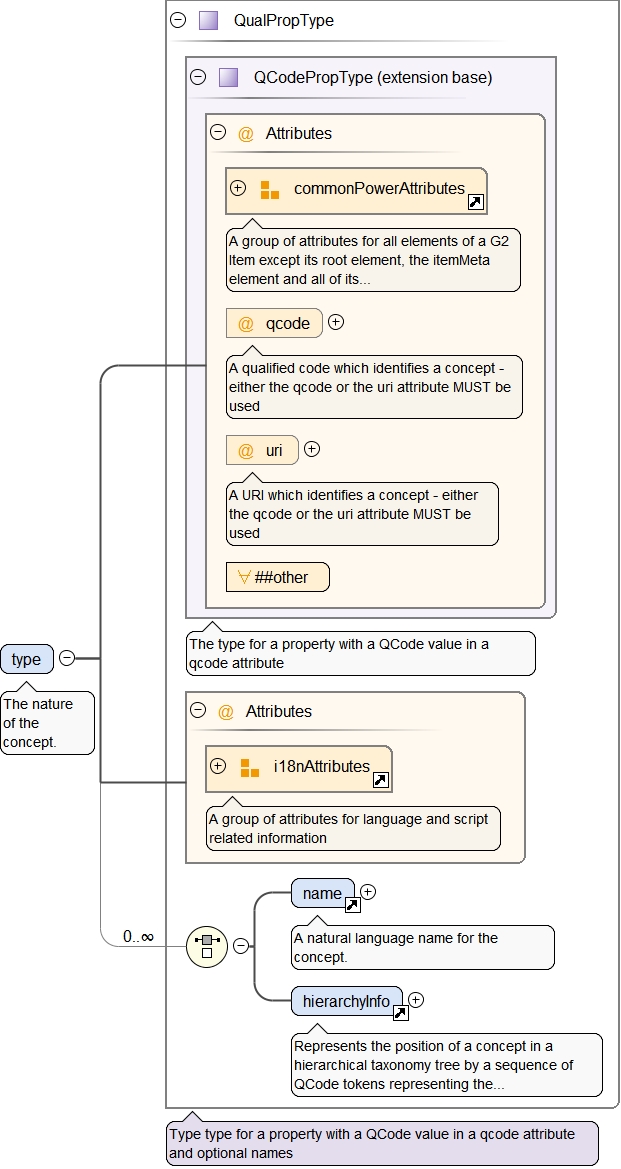 QualPropType
QCodePropType (extension base)
@ Attributes
commonPowerAttributes
A group of attributes for all elements of a G2
Item except its root element, the itemMeta
element and all of its...
@ qcode
A qualified code which identifies a concept -
either the qcode or the uri attribute MUST be
used
@ uri
A URI which identifies a concept - either
the qcode or the uri attribute MUST be
used
##other
The type for a property with a QCode value in a
qcode attribute
type
The nature
of the
concept.
@ Attributes
i18nAttributes
A group of attributes for language and script
related information
0..∞
name
A natural language name for the
concept.
hierarchyInfo
Represents the position of a concept in a
hierarchical taxonomy tree by a sequence of
QCode tokens representing the...
Type type for a property with a QCode value in a qcode attribute
and optional names